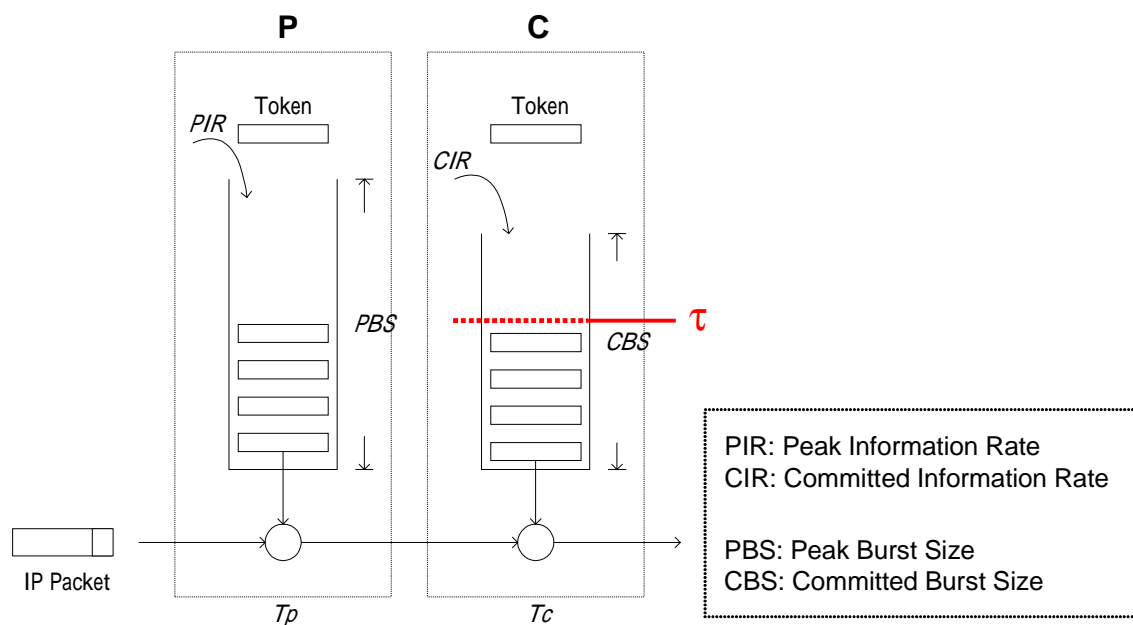 P
C
Token
Token
PIR
CIR
PBS
τ
CBS
PIR: Peak Information Rate
CIR: Committed Information Rate
PBS: Peak Burst Size
CBS: Committed Burst Size
IP Packet
Tp
Tc